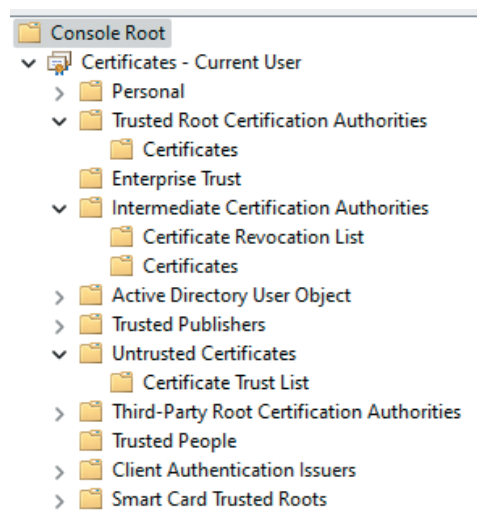 Console Root
Certificates - Current User
Personal
Trusted Root Certification Authorities
Certificates
Enterprise Trust
Intermediate Certification Authorities
Certificate Revocation List
Certificates
Active Directory User Object
Trusted Publishers
Untrusted Certificates
Certificate Trust List
Third-Party Root Certification Authorities
Trusted People
Client Authentication Issuers
Smart Card Trusted Roots